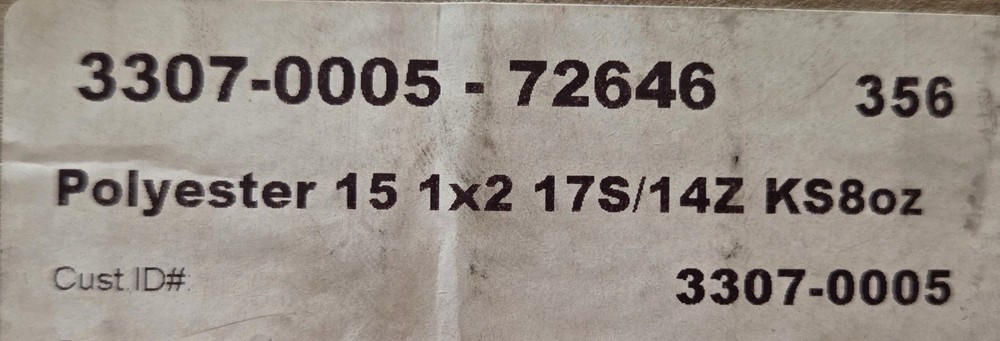 3307-0005 - 72646 356
Polyester 15 1x2 17S/14Z KS8oz
Cust.ID#: 3307-0005